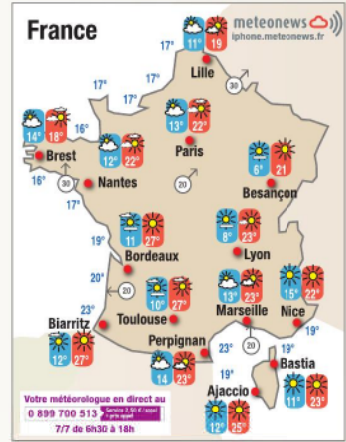 France
meteonews
iphone.meteonews.fr
17°
11° 19
Lille
17°
30
17°
17°
13° 22°
Paris
16°
14° 18°
Brest
12° 22°
Nantes
16°
30
17°
20
6° 21
Besançon
19°
11 27°
Bordeaux
8° 23°
Lyon
20°
20
23°
Biarritz
12° 27°
10° 27°
Toulouse
13° 23°
Marseille
15° 22°
Nice
19°
20
Perpignan
14 23°
23°
19°
Bastia
11° 23°
19°
Ajaccio
12° 25°
Votre météorologue en direct au
0 899 700 513
7/7 de 6h30 à 18h